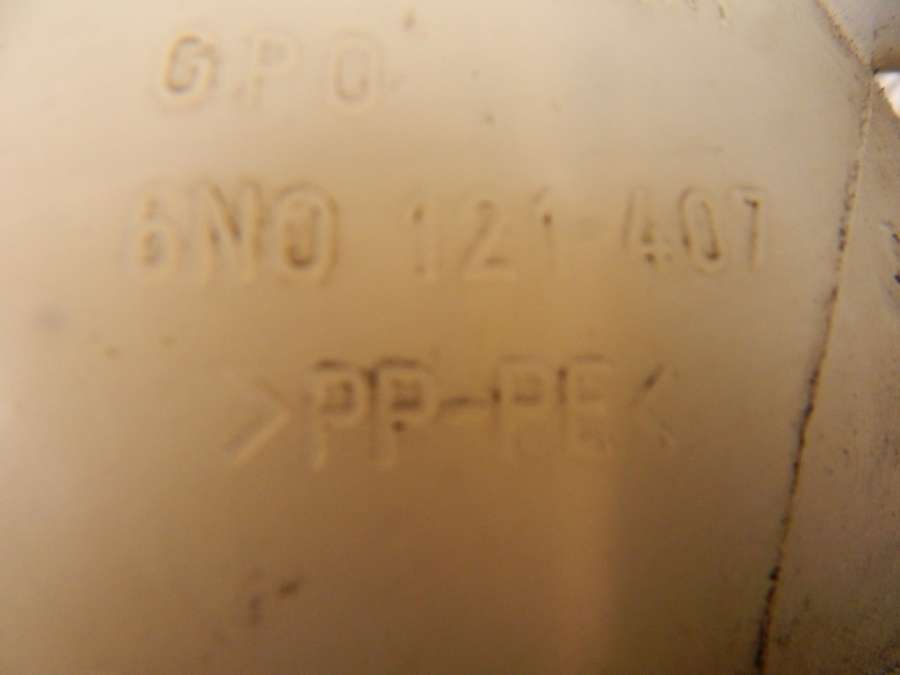 GPO
6N0 121 407
>PP-PE<